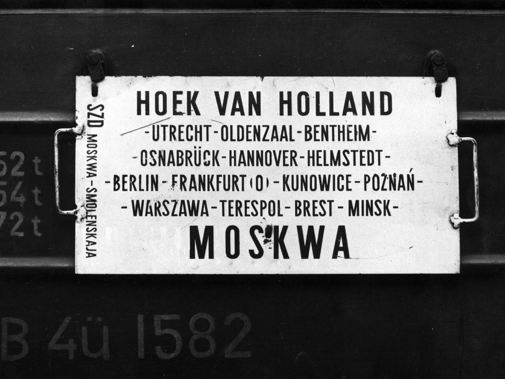 HOEK VAN HOLLAND
-UTRECHT-OLDENZAAL-BENTHEIM-
-OSNABRÜCK-HANNOVER-HELMSTEDT-
-BERLIN-FRANKFURT(O)-KUNOWICE-POZNAŃ-
-WARSZAWA-TERESPOL-BREST-MINSK-
MOSKWA
SZD MOSKWA-SMOLENSKAJA
52 t
54 t
72 t
B 4ü 1582